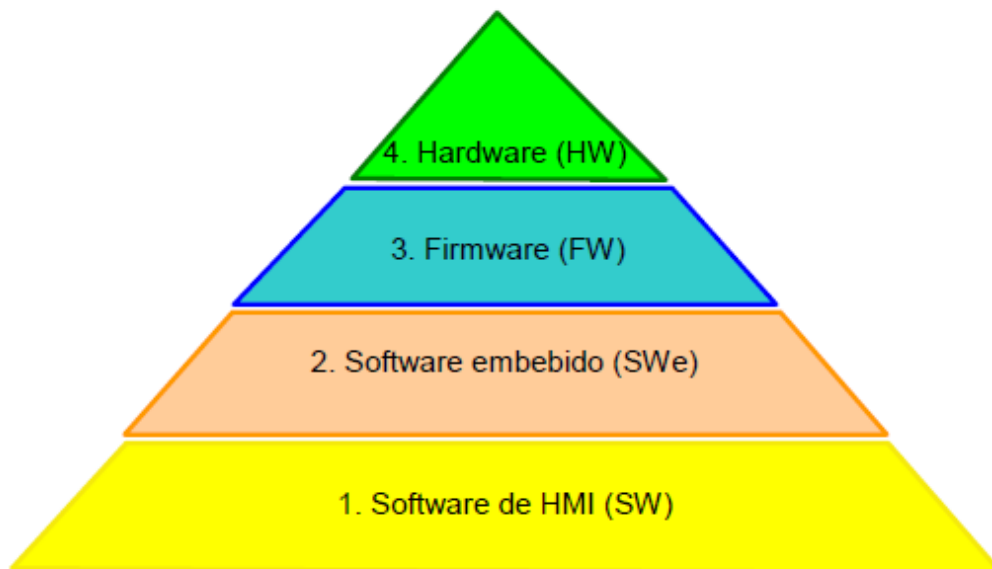 4. Hardware (HW)
3. Firmware (FW)
2. Software embebido (SWe)
1. Software de HMI (SW)